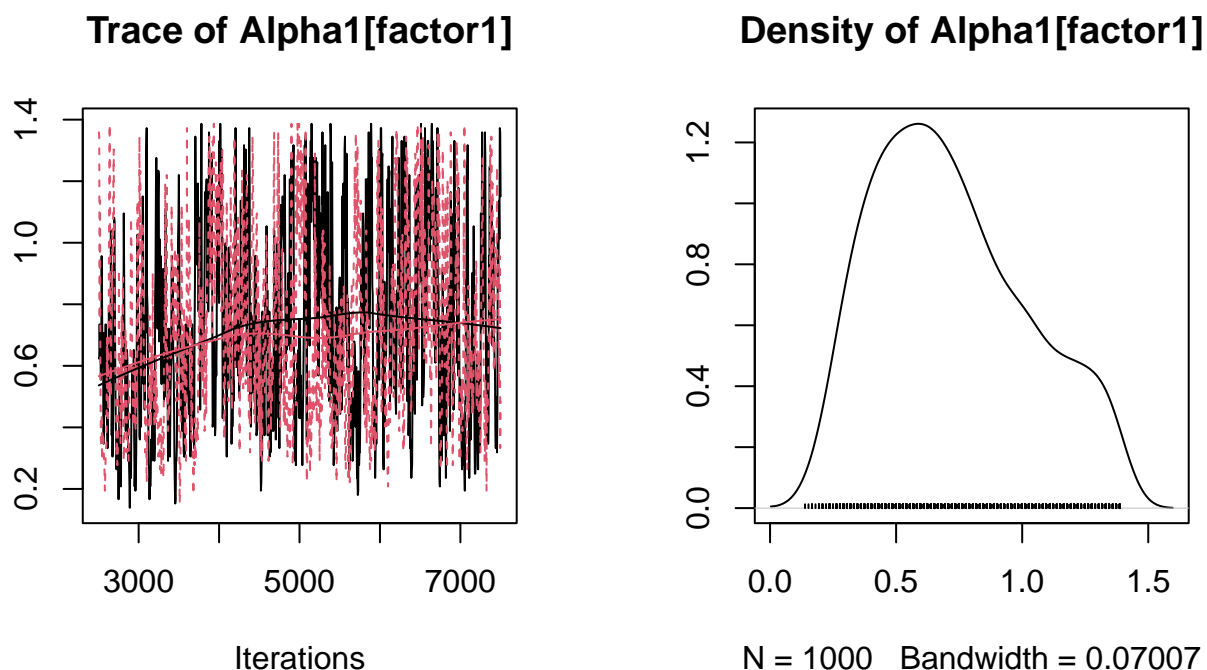 Trace of Alpha1[factor1]
1.4
1.0
0.6
0.2
3000 5000 7000
Iterations
Density of Alpha1[factor1]
1.2
0.8
0.4
0.0
0.0 0.5 1.0 1.5
N = 1000 Bandwidth = 0.07007